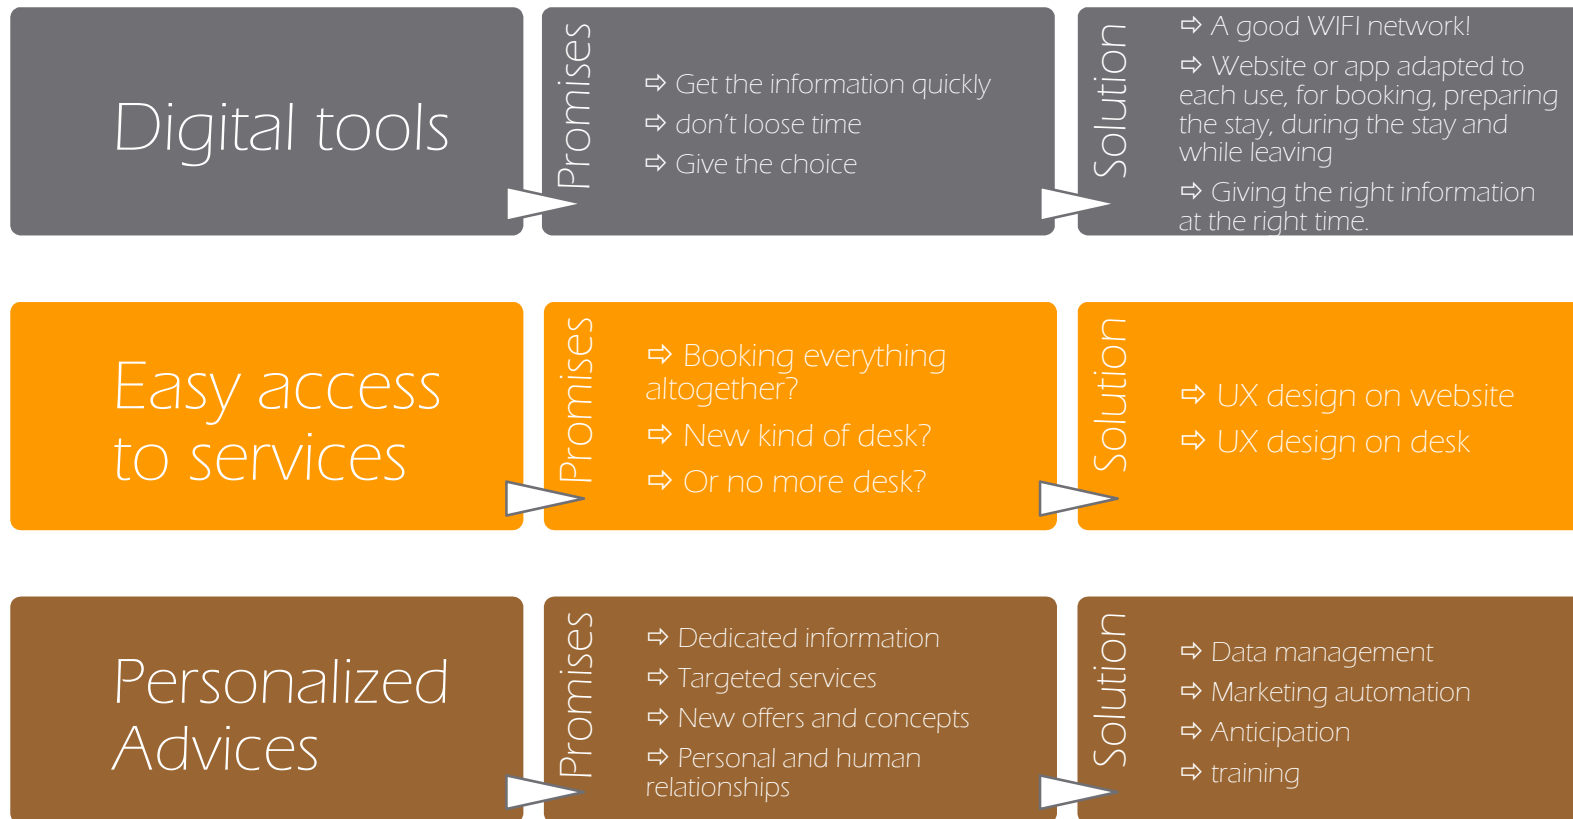 Digital tools
Promises
⇨ Get the information quickly
⇨ don't loose time
⇨ Give the choice
Solution
⇨ A good WIFI network!
⇨ Website or app adapted to
each use, for booking, preparing
the stay, during the stay and
while leaving
⇨ Giving the right information
at the right time.
Easy access
to services
Promises
⇨ Booking everything
altogether?
⇨ New kind of desk?
⇨ Or no more desk?
Solution
⇨ UX design on website
⇨ UX design on desk
Personalized
Advices
Promises
⇨ Dedicated information
⇨ Targeted services
⇨ New offers and concepts
⇨ Personal and human
relationships
Solution
⇨ Data management
⇨ Marketing automation
⇨ Anticipation
⇨ training